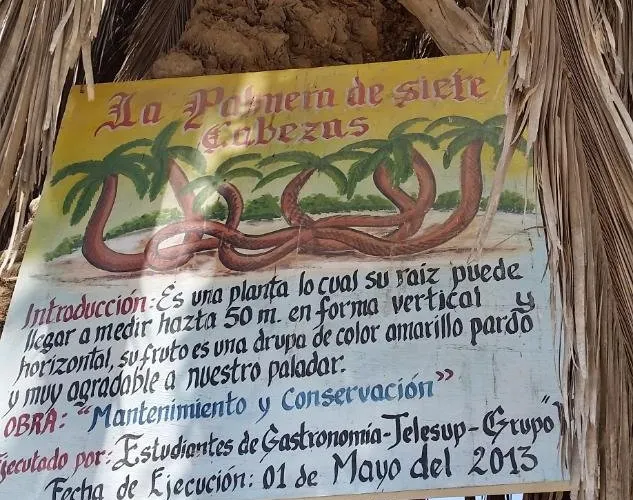 La Palmera de siete
Cabezas
Introducción: Es una planta lo cual su raiz puede
llegar a medir hazta 50 m. en forma vertical y
horizontal, su fruto es una drupa de color amarillo pardo
y muy agradable a nuestro paladar.
OBRA: "Mantenimiento y Conservación"
Ejecutado por: Estudiantes de Gastronomía-Telesup-Grupo"
Fecha de Ejecución: 01 de Mayo del 2013